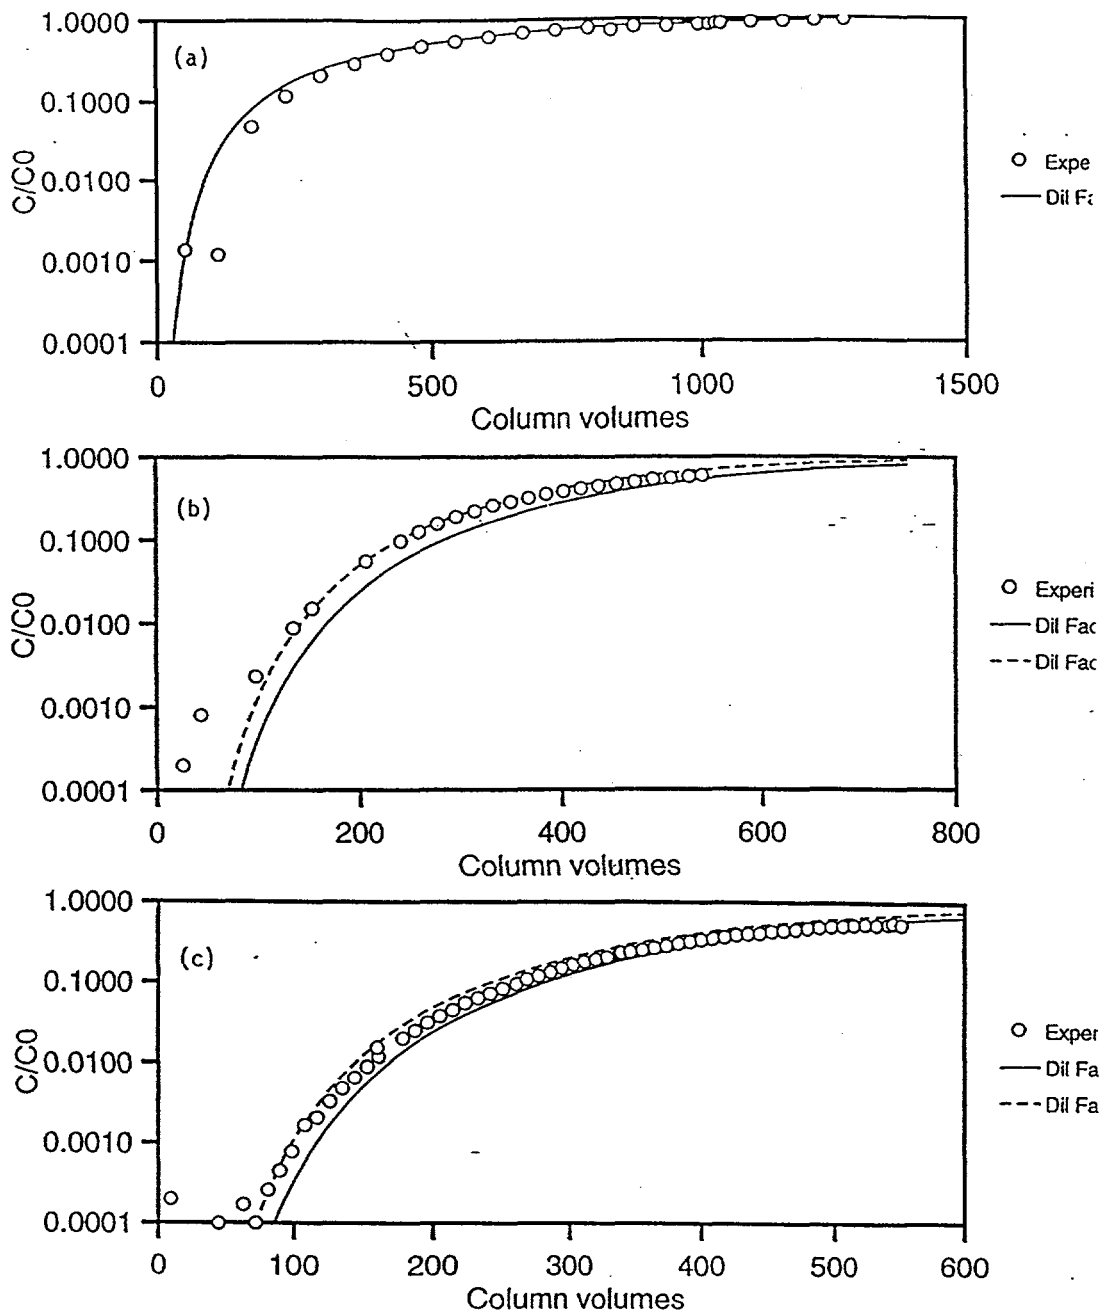 1.0000
(a)
0.1000
C/C0
0.0100
0.0010
0.0001
0
500
1000
1500
Column volumes
Expe
Dil Fa
1.0000
(b)
0.1000
C/C0
0.0100
0.0010
0.0001
0
200
400
600
800
Column volumes
Experi
Dil Fac
Dil Fac
1.0000
(c)
0.1000
C/C0
0.0100
0.0010
0.0001
0
100
200
300
400
500
600
Column volumes
Exper
Dil Fa
Dil Fa